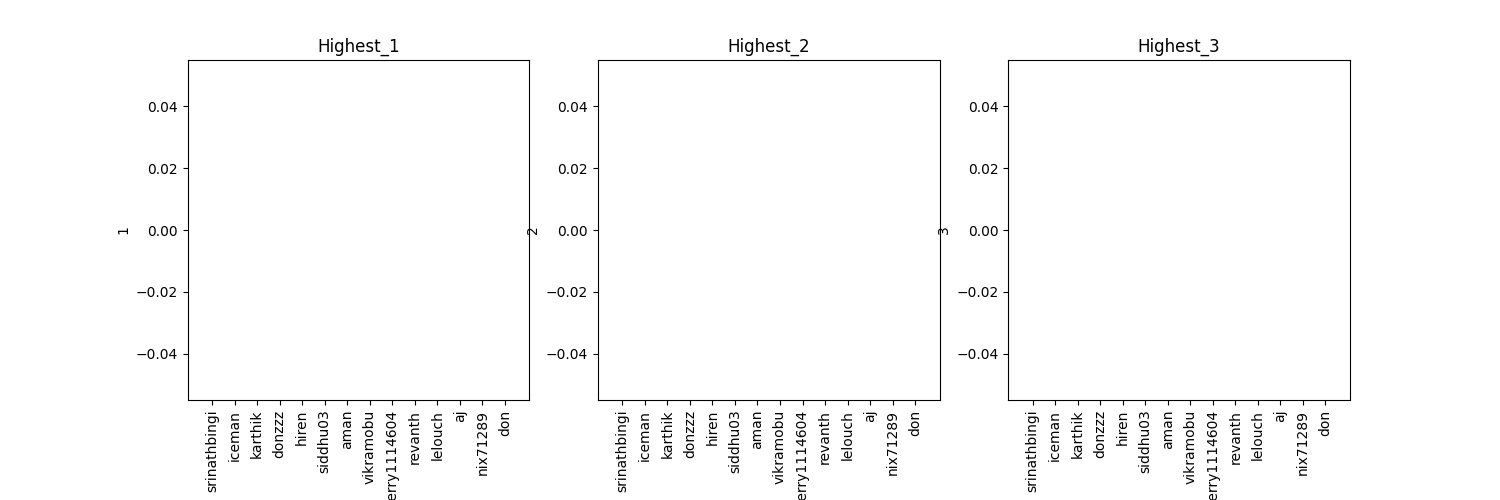 Highest_1
0.04
0.02
0.00
−0.02
−0.04
1
srinathbingi
iceman
karthik
donzzz
hiren
siddhu03
aman
vikramobu
erry1114604
revanth
lelouch
aj
nix71289
don
Highest_2
0.04
0.02
0.00
−0.02
−0.04
2
srinathbingi
iceman
karthik
donzzz
hiren
siddhu03
aman
vikramobu
erry1114604
revanth
lelouch
aj
nix71289
don
Highest_3
0.04
0.02
0.00
−0.02
−0.04
3
srinathbingi
iceman
karthik
donzzz
hiren
siddhu03
aman
vikramobu
erry1114604
revanth
lelouch
aj
nix71289
don